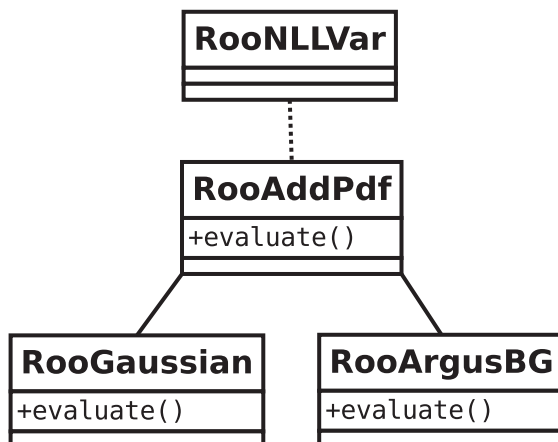 RooNLLVar
RooAddPdf
+evaluate()
RooGaussian
RooArgusBG
+evaluate()
+evaluate()